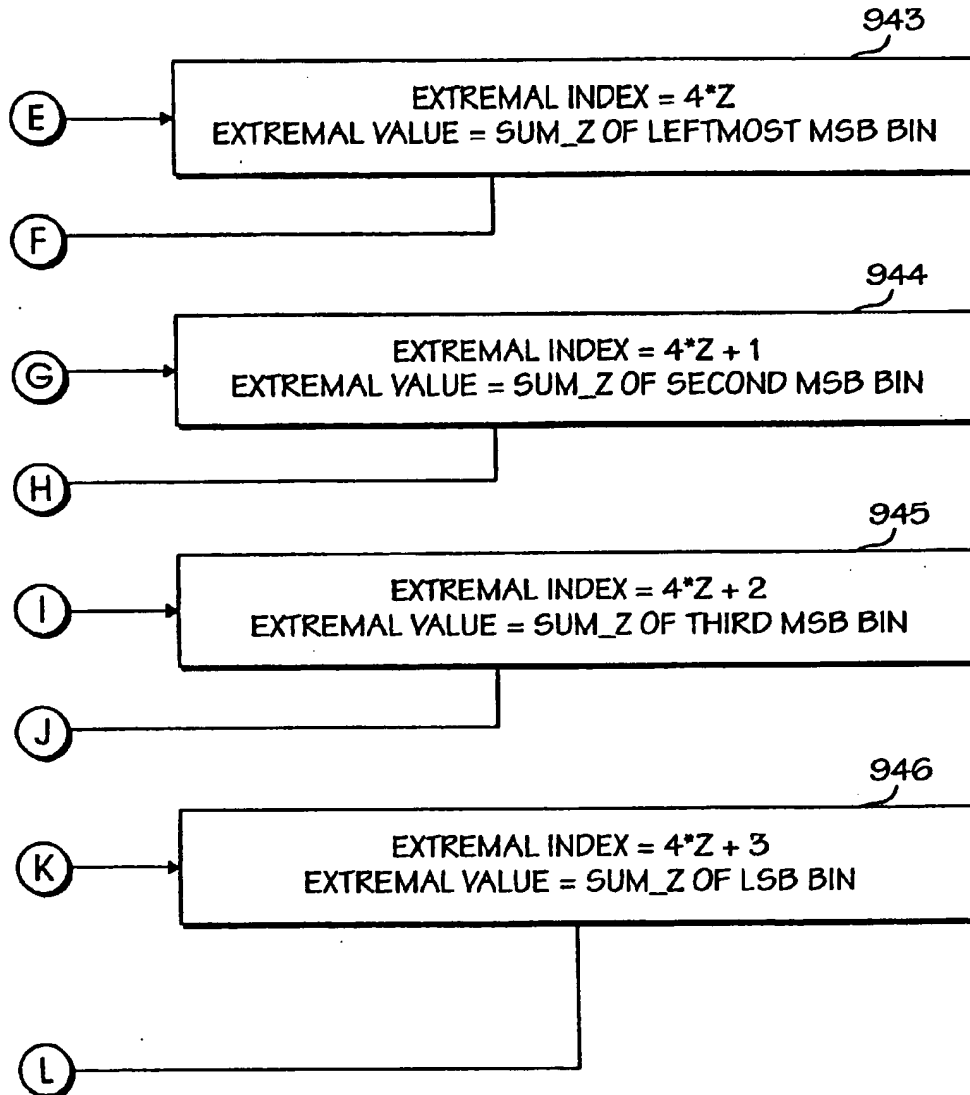 943
E
EXTREMAL INDEX = 4*Z
EXTREMAL VALUE = SUM_Z OF LEFTMOST MSB BIN
F
944
G
EXTREMAL INDEX = 4*Z + 1
EXTREMAL VALUE = SUM_Z OF SECOND MSB BIN
H
945
I
EXTREMAL INDEX = 4*Z + 2
EXTREMAL VALUE = SUM_Z OF THIRD MSB BIN
J
946
K
EXTREMAL INDEX = 4*Z + 3
EXTREMAL VALUE = SUM_Z OF LSB BIN
L